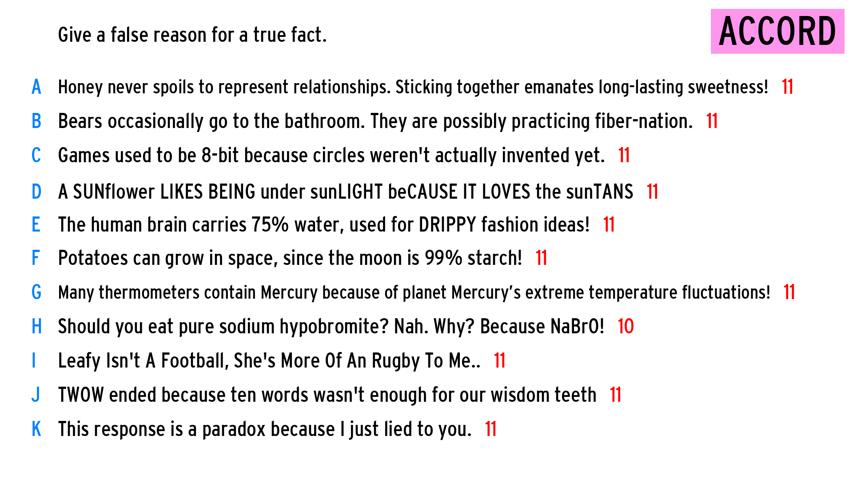 Give a false reason for a true fact.
ACCORD
A Honey never spoils to represent relationships. Sticking together emanates long-lasting sweetness! 11
B Bears occasionally go to the bathroom. They are possibly practicing fiber-nation. 11
C Games used to be 8-bit because circles weren't actually invented yet. 11
D A SUNflower LIKES BEING under sunLIGHT beCAUSE IT LOVES the sunTANS 11
E The human brain carries 75% water, used for DRIPPY fashion ideas! 11
F Potatoes can grow in space, since the moon is 99% starch! 11
G Many thermometers contain Mercury because of planet Mercury’s extreme temperature fluctuations! 11
H Should you eat pure sodium hypobromite? Nah. Why? Because NaBrO! 10
I Leafy Isn't A Football, She's More Of An Rugby To Me.. 11
J TWOW ended because ten words wasn't enough for our wisdom teeth 11
K This response is a paradox because I just lied to you. 11